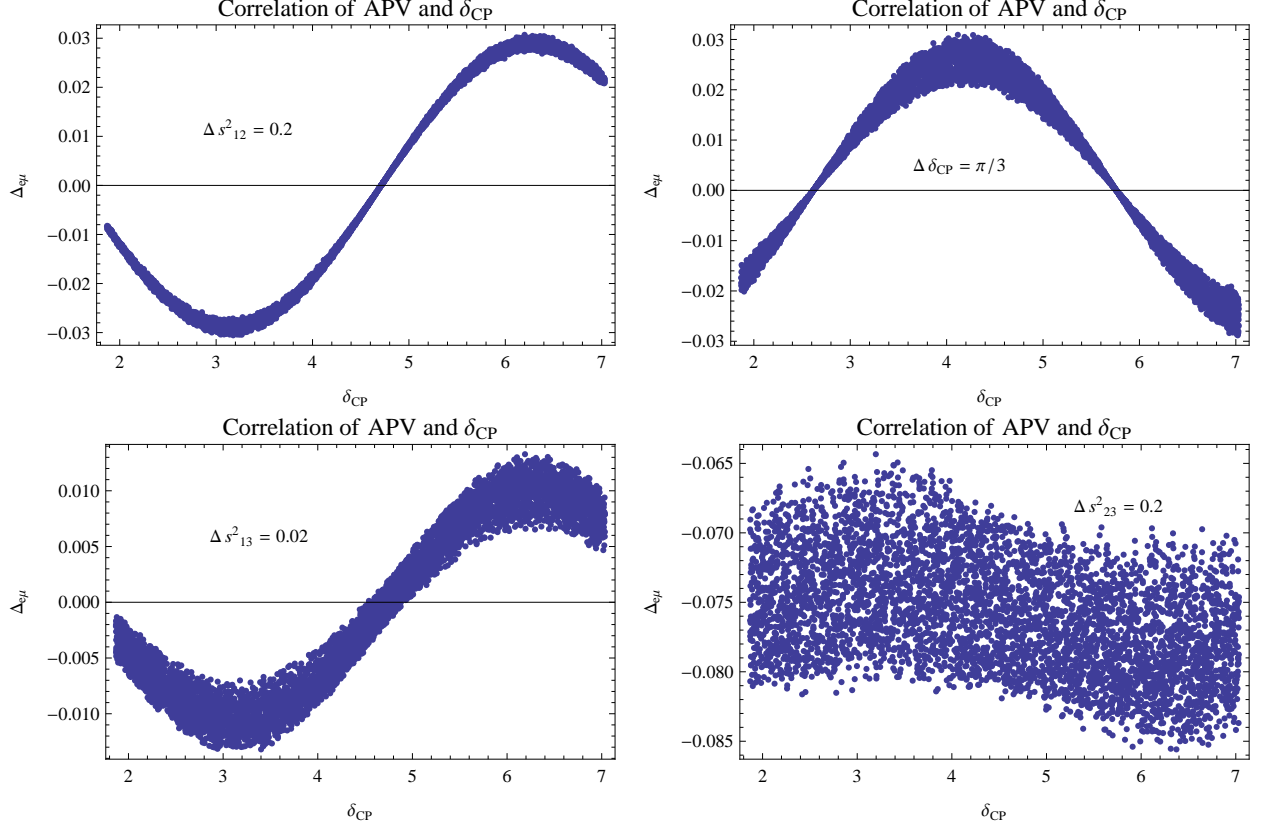 Correlation of APV and δCP
0.03
0.02
0.01
0.00
−0.01
−0.02
−0.03
Δeμ
Δ s²12 = 0.2
2 3 4 5 6 7
δCP
Correlation of APV and δCP
0.03
0.02
0.01
0.00
−0.01
−0.02
−0.03
Δeμ
Δ δCP = π/3
2 3 4 5 6 7
δCP
Correlation of APV and δCP
0.010
0.005
0.000
−0.005
−0.010
Δeμ
Δ s²13 = 0.02
2 3 4 5 6 7
δCP
Correlation of APV and δCP
−0.065
−0.070
−0.075
−0.080
−0.085
Δeμ
Δ s²23 = 0.2
2 3 4 5 6 7
δCP